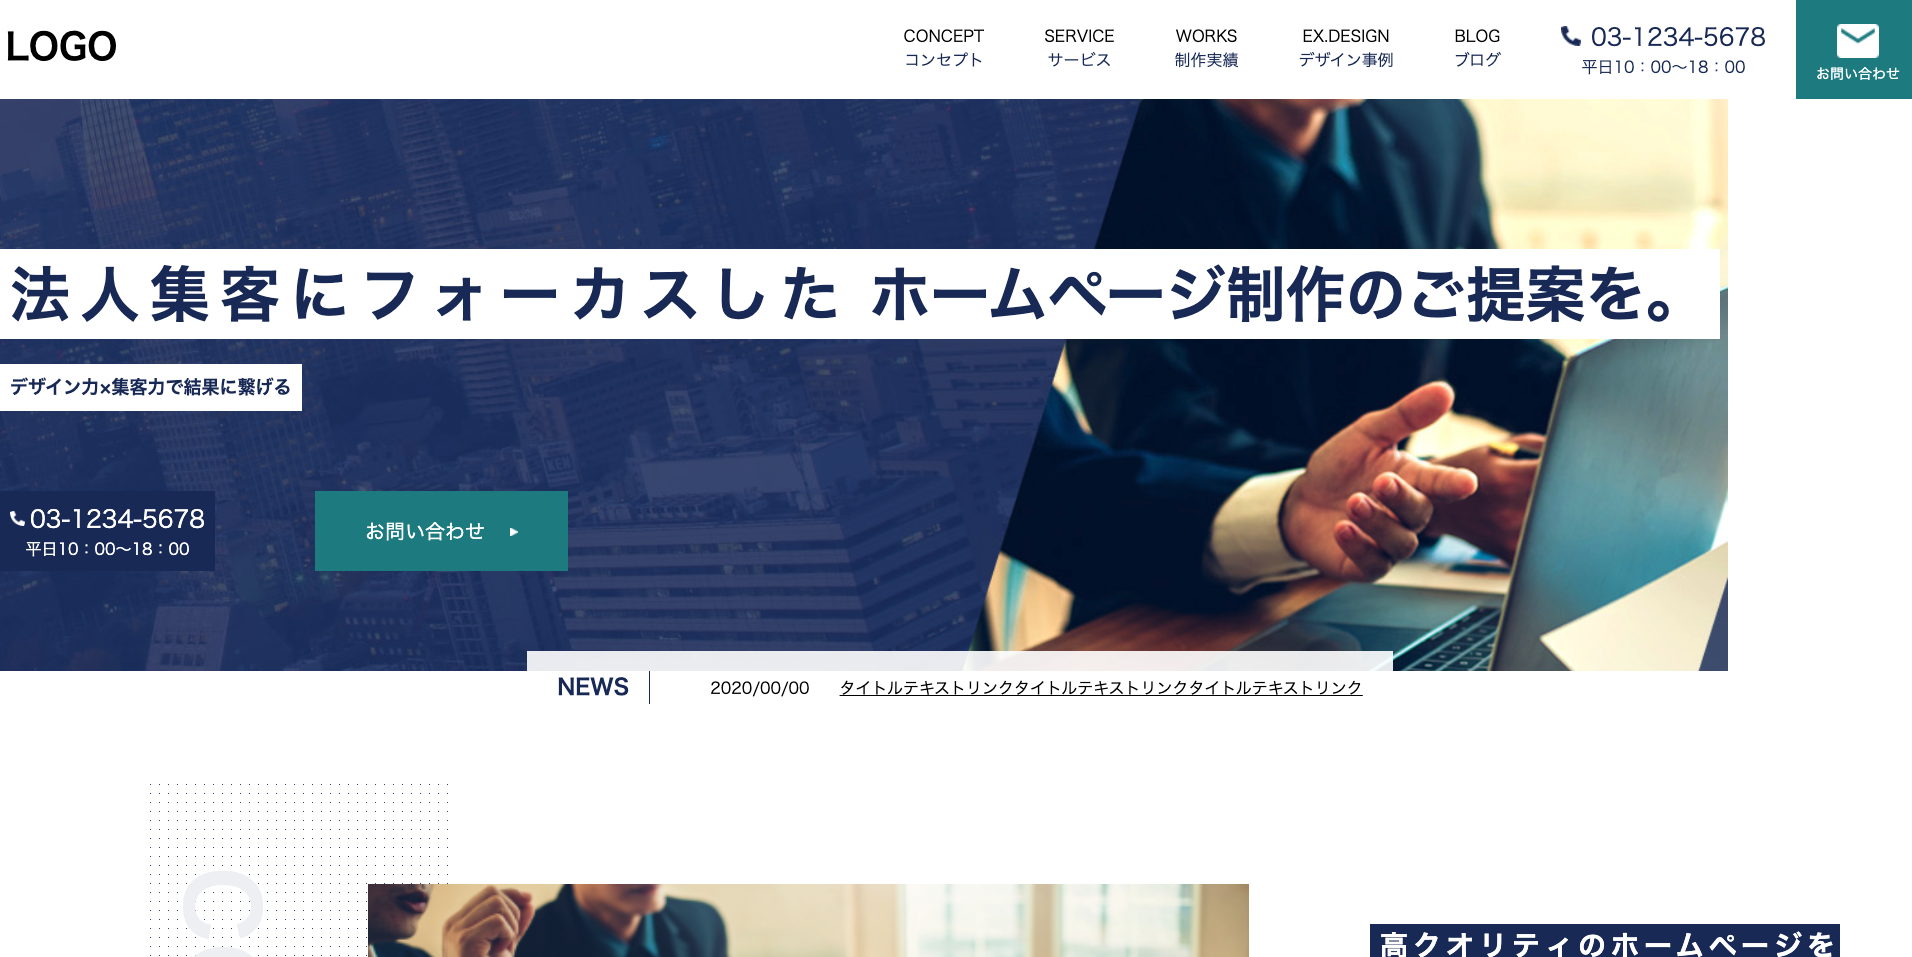 LOGO
CONCEPT
コンセプト
SERVICE
サービス
WORKS
制作実績
EX.DESIGN
デザイン事例
BLOG
ブログ
03-1234-5678
平日10：00〜18：00
お問い合わせ
法人集客にフォーカスした ホームページ制作のご提案を。
デザイン力×集客力で結果に繋げる
03-1234-5678
平日10：00〜18：00
お問い合わせ
NEWS
2020/00/00 タイトルテキストリンクタイトルテキストリンクタイトルテキストリンク
高クオリティのホームページを